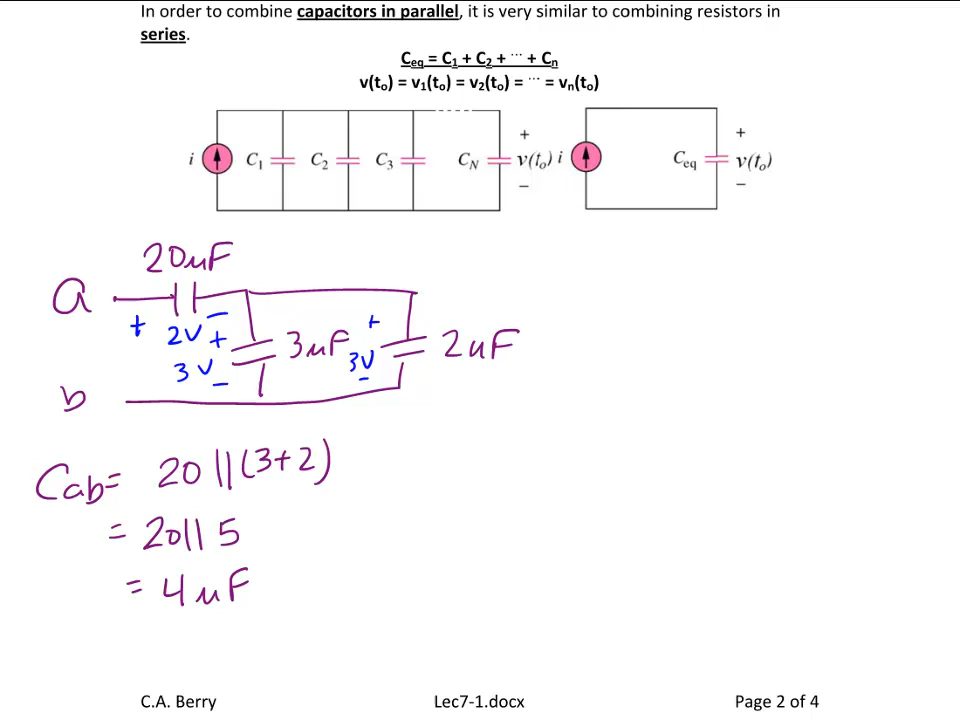 In order to combine capacitors in parallel, it is very similar to combining resistors in
series.
Ceq = C1 + C2 + ... + Cn
v(to) = v1(to) = v2(to) = ... = vn(to)
i C1 C2 C3 CN + v(to) −
i Ceq + v(to) −
20uF
a
+ 2V −
+ 3V −
3uF
+ 3V −
2uF
b
Cab= 20||(3+2)
= 20||5
= 4uF
C.A. Berry Lec7-1.docx Page 2 of 4